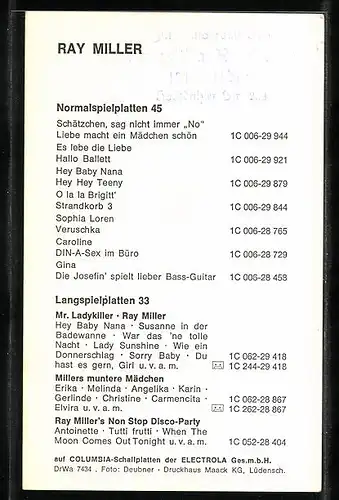 RAY MILLER
Normalspielplatten 45
Schätzchen, sag nicht immer „No"
Liebe macht ein Mädchen schön 1C 006-29 944
Es lebe die Liebe
Hallo Ballett 1C 006-29 921
Hey Baby Nana
Hey Hey Teeny 1C 006-29 879
O la la Brigitt'
Strandkorb 3 1C 006-29 844
Sophia Loren
Veruschka 1C 006-28 765
Caroline
DIN-A-Sex im Büro 1C 006-28 729
Gina
Die Josefin' spielt lieber Bass-Guitar 1C 006-28 458
Langspielplatten 33
Mr. Ladykiller · Ray Miller
Hey Baby Nana · Susanne in der
Badewanne · War das 'ne tolle
Nacht · Lady Sunshine · Wie ein
Donnerschlag · Sorry Baby · Du 1C 062-29 418
hast es gern, Girl u. v. a. m. 1C 244-29 418
Millers muntere Mädchen
Erika · Melinda · Angelika · Karin ·
Gerlinde · Christine · Carmencita · 1C 062-28 867
Elvira u. v. a. m. 1C 262-28 867
Ray Miller's Non Stop Disco-Party
Antoinette · Tutti frutti · When The
Moon Comes Out Tonight u. v. a. m. 1C 052-28 404
auf COLUMBIA-Schallplatten der ELECTROLA Ges.m.b.H.
DrWa 7434 . Foto: Deubner - Druckhaus Maack KG, Lüdensch.